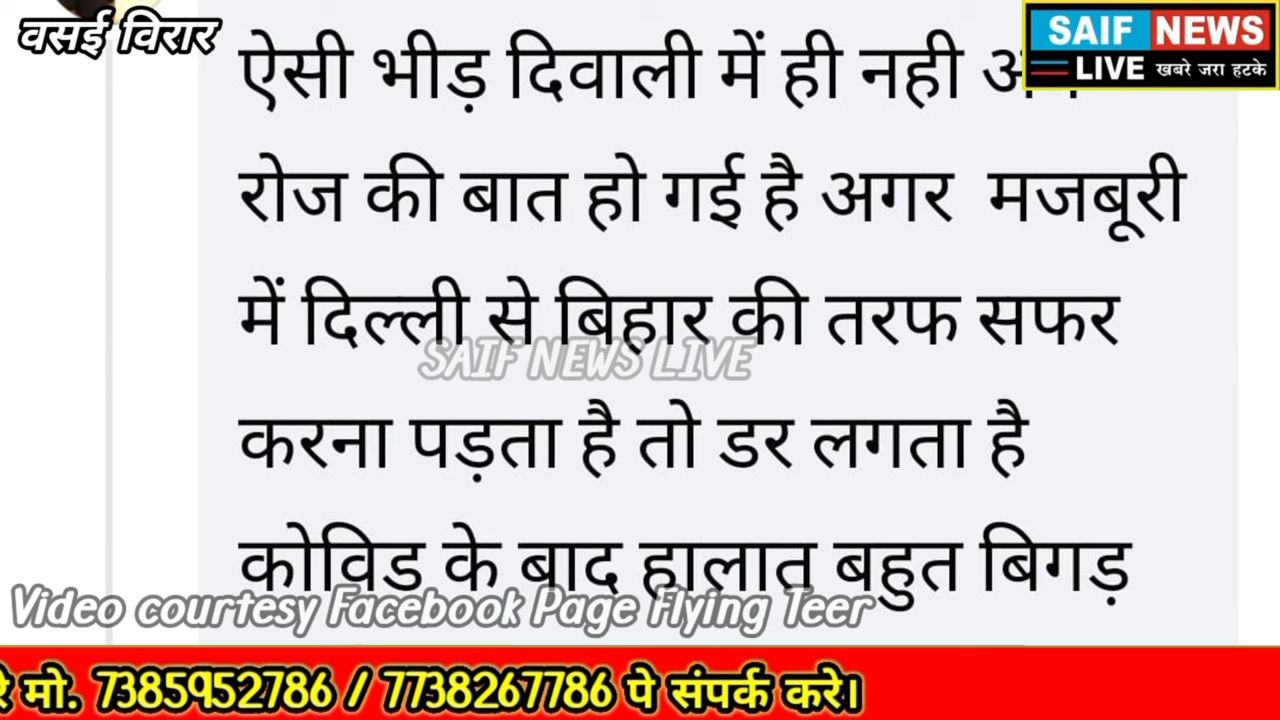 वसई विरार
SAIF NEWS
LIVE खबरे जरा हटके
ऐसी भीड़ दिवाली में ही नही
रोज की बात हो गई है अगर मजबूरी
में दिल्ली से बिहार की तरफ सफर
SAIF NEWS LIVE
करना पड़ता है तो डर लगता है
कोविड के बाद हालात बहुत बिगड़
Video courtesy Facebook Page Flying Teer
मो. 7385952786 / 7738267786 पे संपर्क करे।